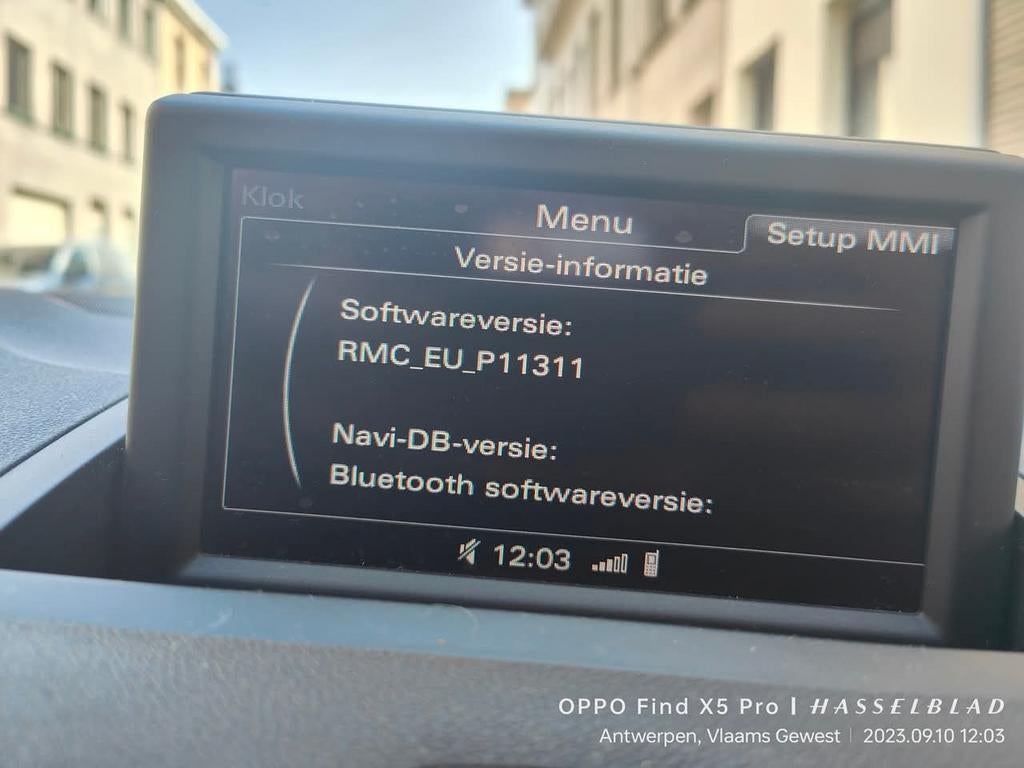 Klok
Menu
Setup MMI
Versie-informatie
Softwareversie:
RMC_EU_P11311
Navi-DB-versie:
Bluetooth softwareversie:
12:03
OPPO Find X5 Pro | HASSELBLAD
Antwerpen, Vlaams Gewest | 2023.09.10 12:03